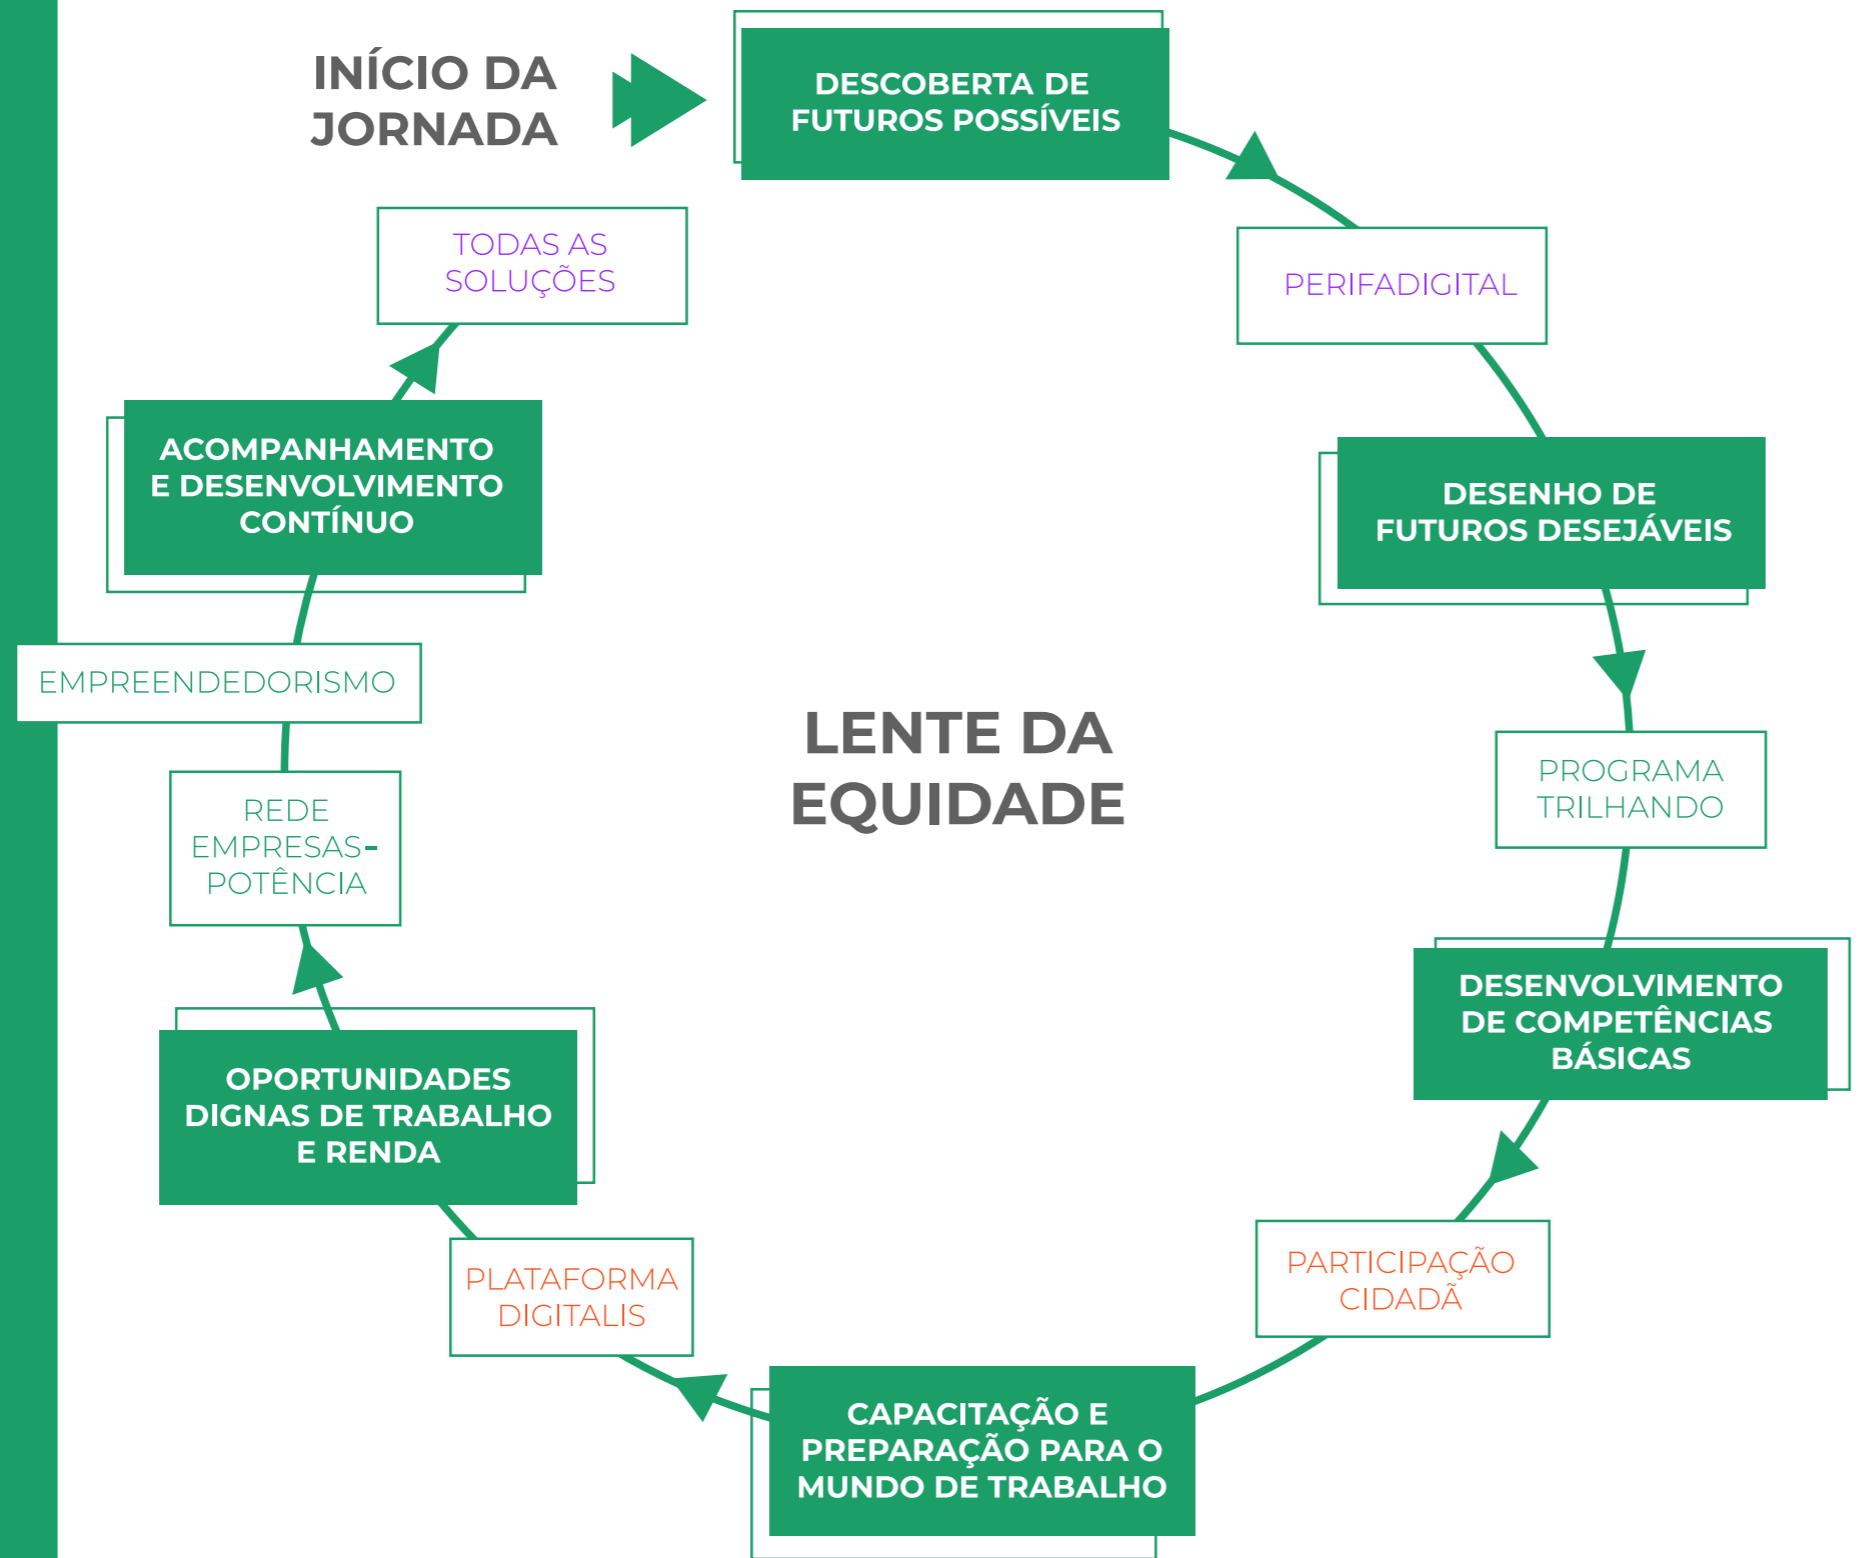 INÍCIO DA
JORNADA
DESCOBERTA DE
FUTUROS POSSÍVEIS
PERIFADIGITAL
DESENHO DE
FUTUROS DESEJÁVEIS
PROGRAMA
TRILHANDO
DESENVOLVIMENTO
DE COMPETÊNCIAS
BÁSICAS
PARTICIPAÇÃO
CIDADÃ
CAPACITAÇÃO E
PREPARAÇÃO PARA O
MUNDO DE TRABALHO
PLATAFORMA
DIGITALIS
OPORTUNIDADES
DIGNAS DE TRABALHO
E RENDA
REDE
EMPRESAS-
POTÊNCIA
EMPREENDEDORISMO
ACOMPANHAMENTO
E DESENVOLVIMENTO
CONTÍNUO
TODAS AS
SOLUÇÕES
LENTE DA
EQUIDADE